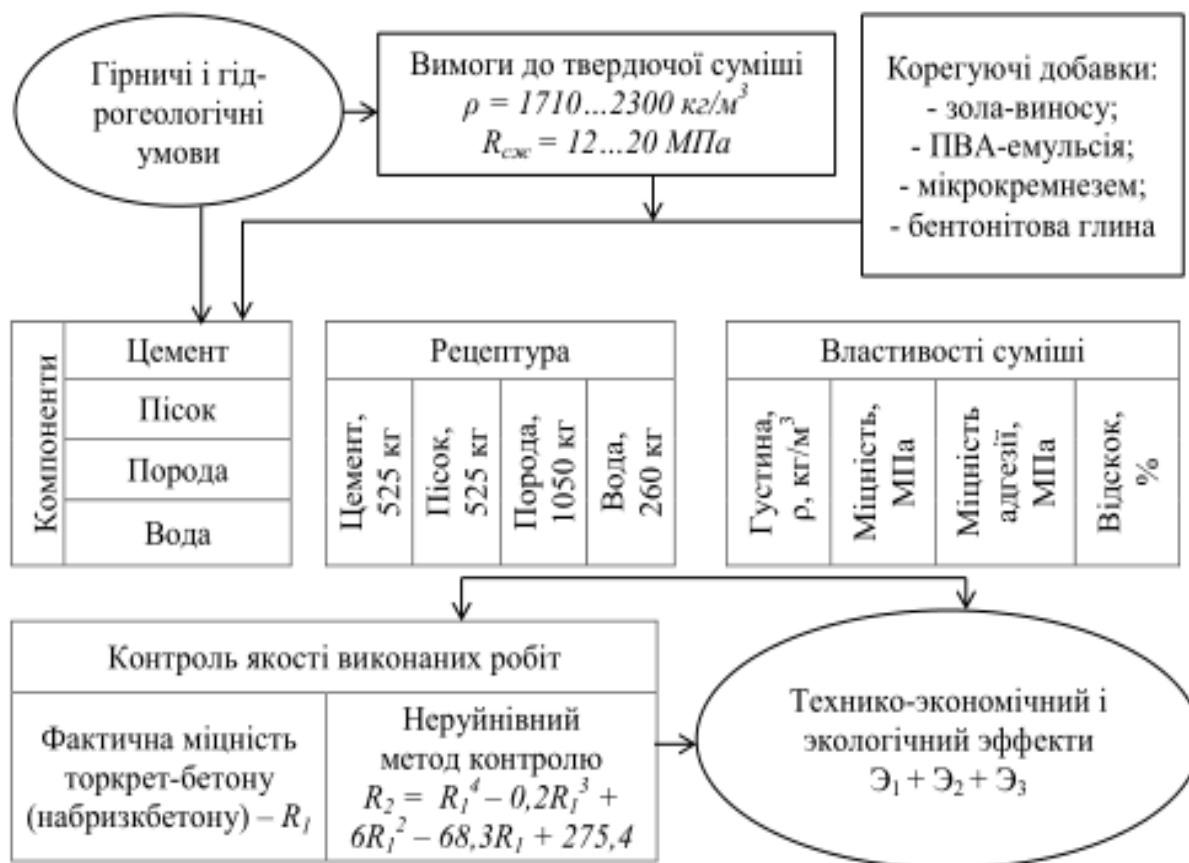 Гірничі і гід-
рогеологічні
умови
Вимоги до твердючої суміші
ρ = 1710…2300 кг/м³
R_сж = 12…20 МПа
Корегуючі добавки:
- зола-виносу;
- ПВА-емульсія;
- мікрокремнезем;
- бентонітова глина
Компоненти
Цемент
Пісок
Порода
Вода
Рецептура
Цемент,
525 кг
Пісок,
525 кг
Порода,
1050 кг
Вода,
260 кг
Властивості суміші
Густина,
ρ, кг/м³
Міцність,
МПа
Міцність
адгезії,
МПа
Відскок,
%
Контроль якості виконаних робіт
Фактична міцність
торкрет-бетону
(набризкбетону) – R₁
Неруйнівний
метод контролю
R₂ = R₁⁴ – 0,2R₁³ +
6R₁² – 68,3R₁ + 275,4
Технико-экономічний і
экологічний эффекти
Э₁ + Э₂ + Э₃